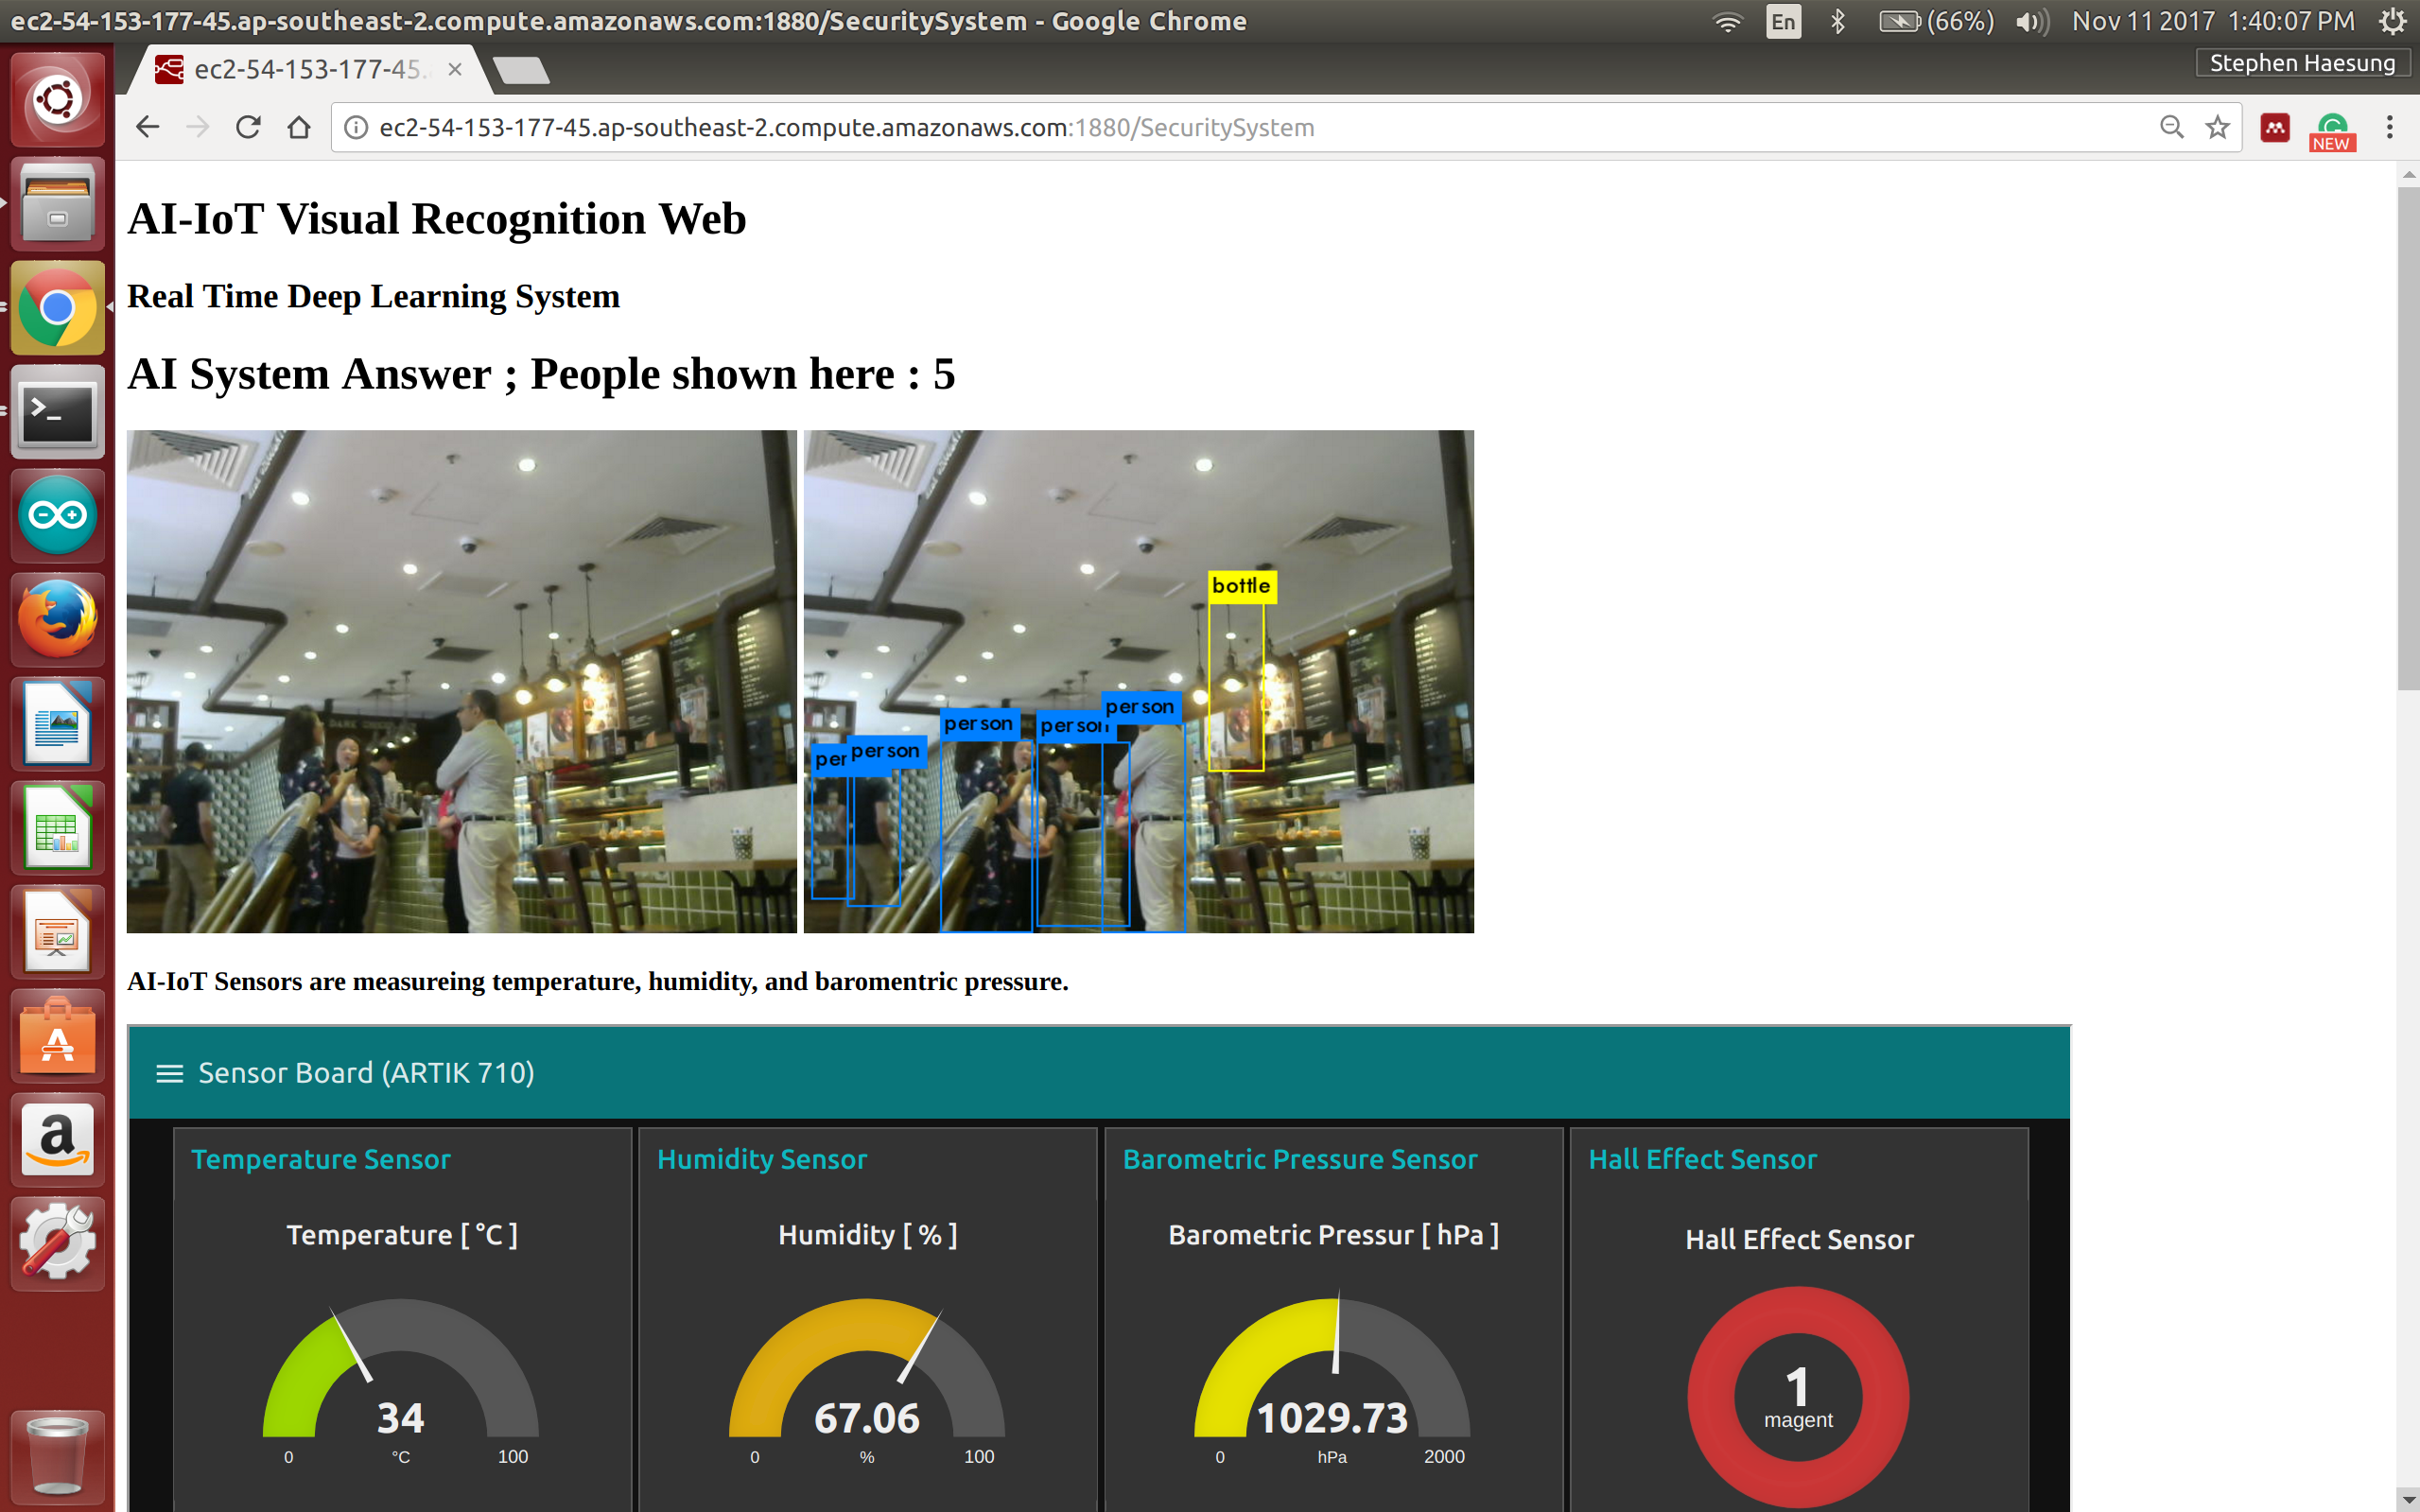 ec2-54-153-177-45.ap-southeast-2.compute.amazonaws.com:1880/SecuritySystem - Google Chrome
En
(66%)
Nov 11 2017 1:40:07 PM
ec2-54-153-177-45.
Stephen Haesung
ec2-54-153-177-45.ap-southeast-2.compute.amazonaws.com:1880/SecuritySystem
NEW
AI-IoT Visual Recognition Web
Real Time Deep Learning System
AI System Answer ; People shown here : 5
bottle
person
person
person
per
person
AI-IoT Sensors are measureing temperature, humidity, and baromentric pressure.
Sensor Board (ARTIK 710)
Temperature Sensor
Humidity Sensor
Barometric Pressure Sensor
Hall Effect Sensor
Temperature [ °C ]
Humidity [ % ]
Barometric Pressur [ hPa ]
Hall Effect Sensor
34
67.06
1029.73
1
magent
0
°C
100
0
%
100
0
hPa
2000